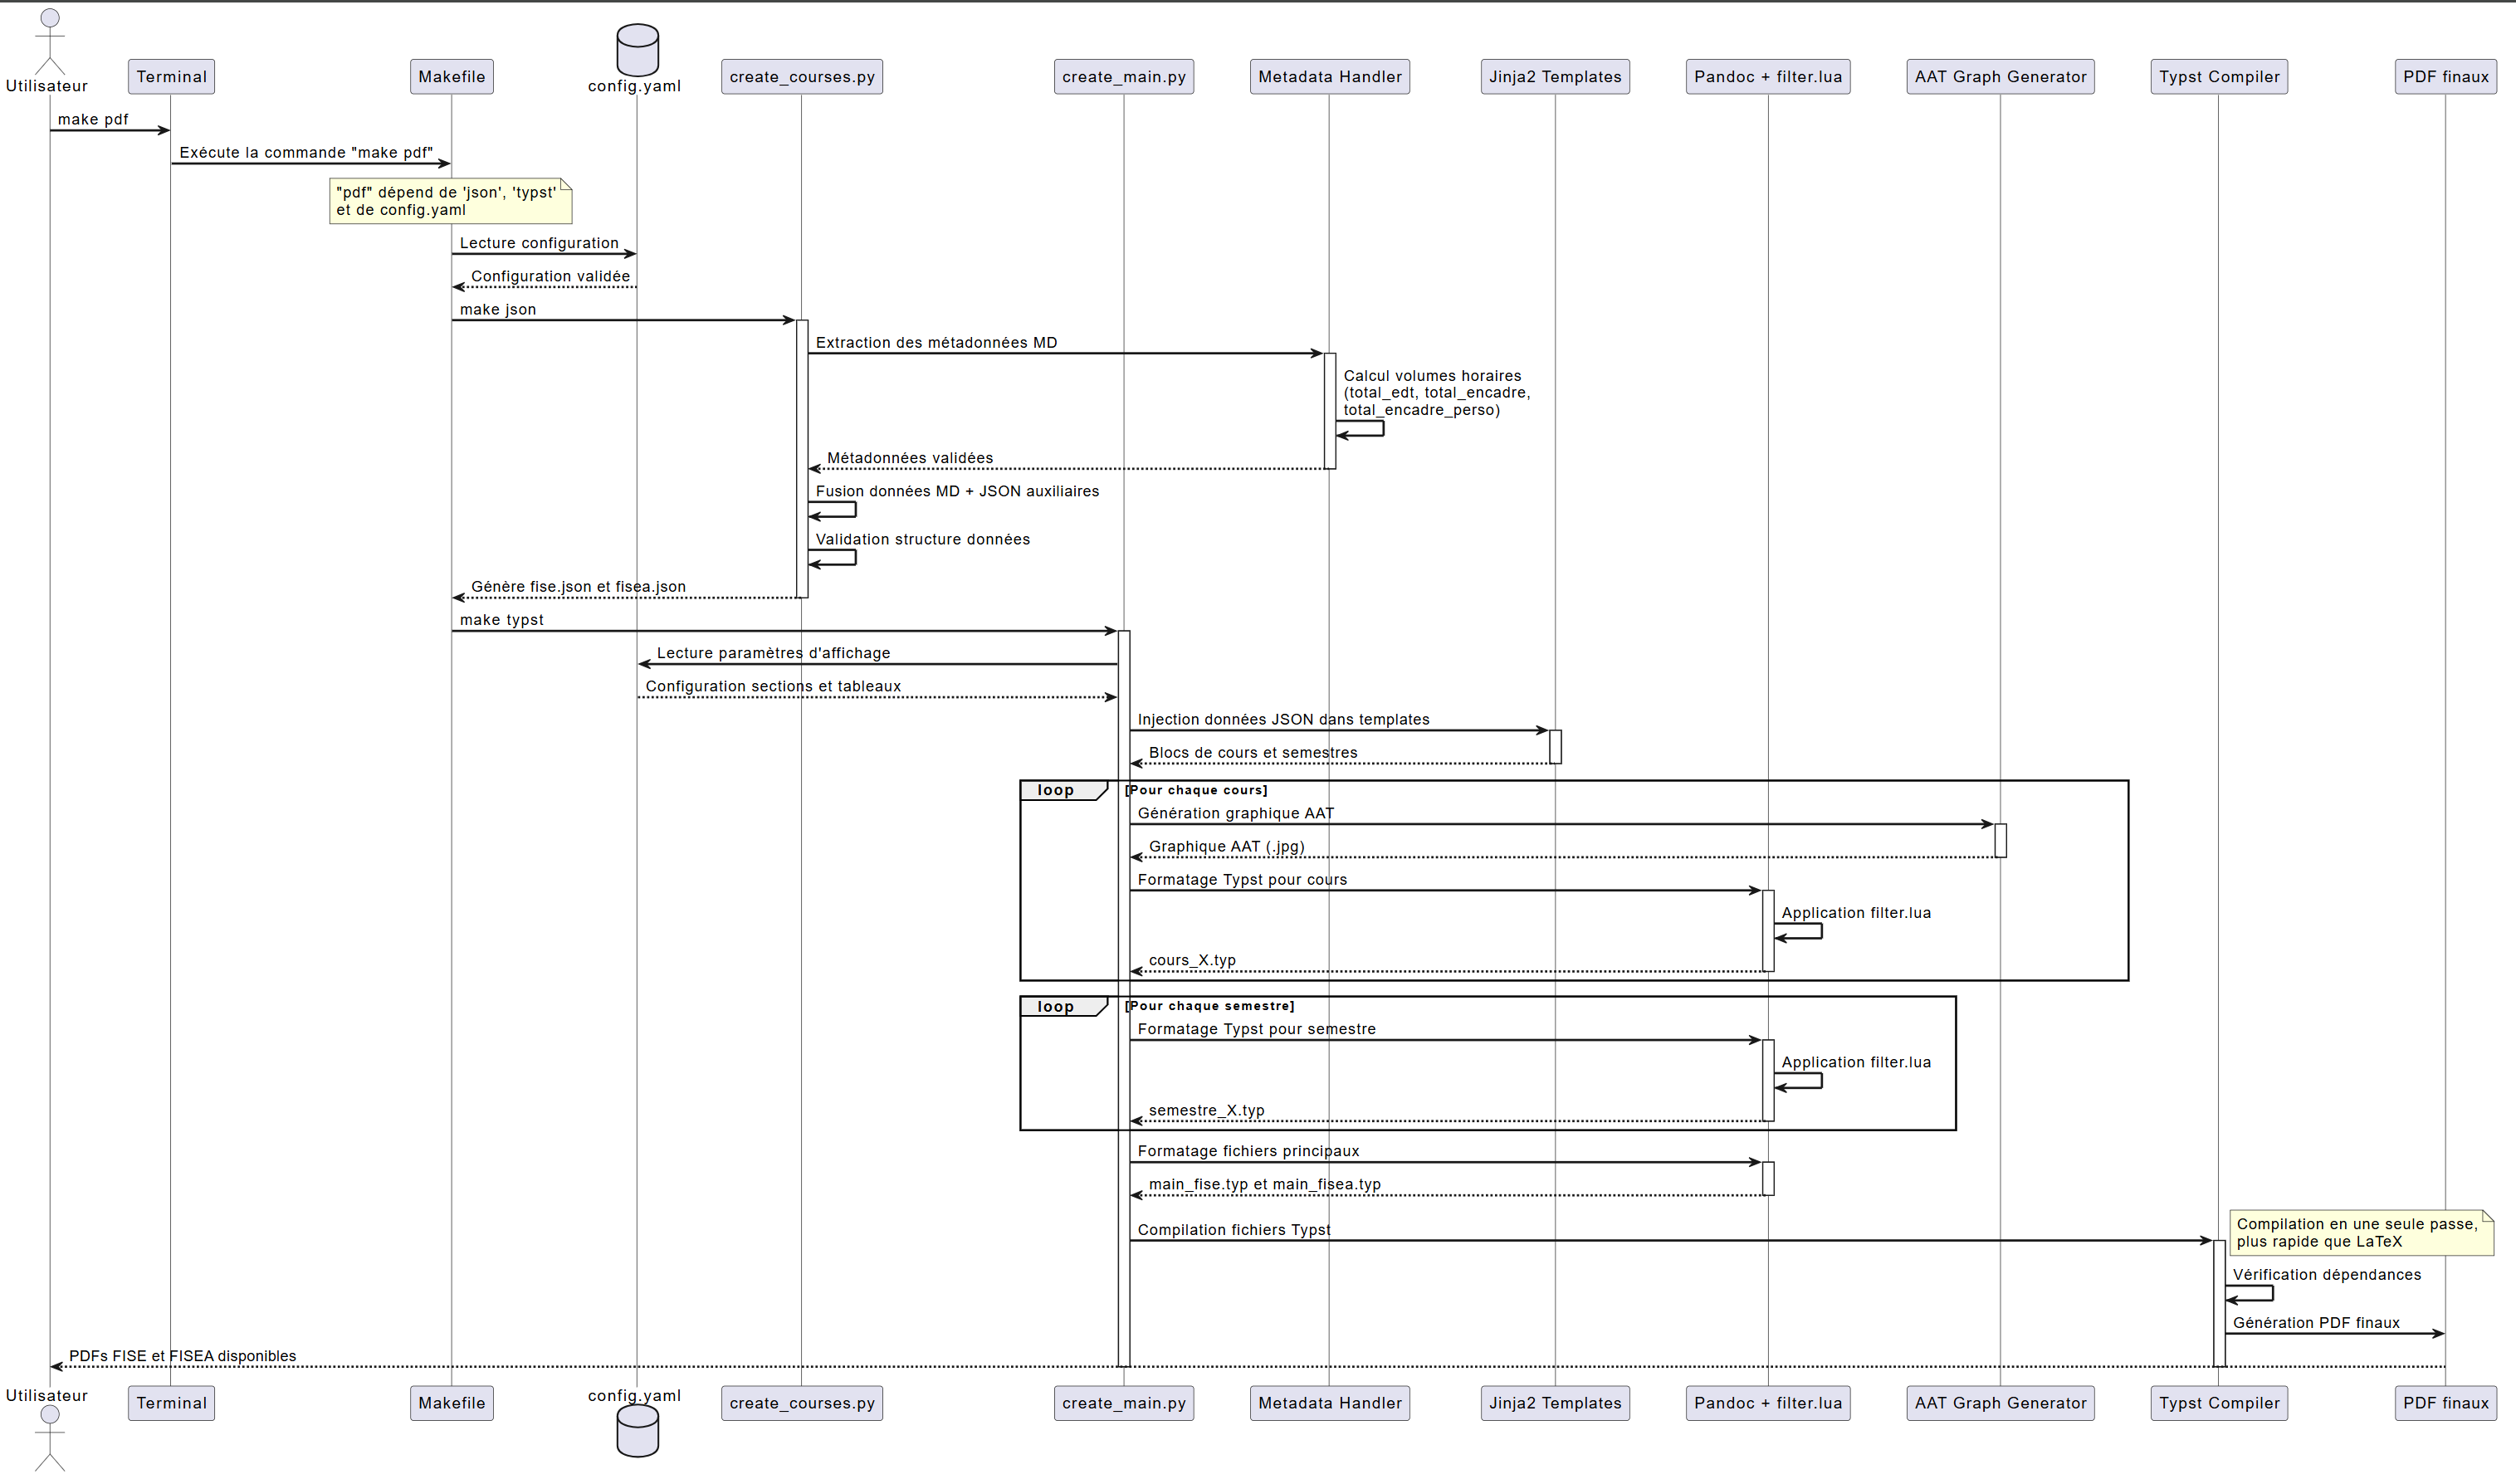 Utilisateur
Terminal
Makefile
config.yaml
create_courses.py
create_main.py
Metadata Handler
Jinja2 Templates
Pandoc + filter.lua
AAT Graph Generator
Typst Compiler
PDF finaux
make pdf
Exécute la commande "make pdf"
"pdf" dépend de 'json', 'typst'
et de config.yaml
Lecture configuration
Configuration validée
make json
Extraction des métadonnées MD
Calcul volumes horaires
(total_edt, total_encadre,
total_encadre_perso)
Métadonnées validées
Fusion données MD + JSON auxiliaires
Validation structure données
Génère fise.json et fisea.json
make typst
Lecture paramètres d'affichage
Configuration sections et tableaux
Injection données JSON dans templates
Blocs de cours et semestres
loop
[Pour chaque cours]
Génération graphique AAT
Graphique AAT (.jpg)
Formatage Typst pour cours
Application filter.lua
cours_X.typ
loop
[Pour chaque semestre]
Formatage Typst pour semestre
Application filter.lua
semestre_X.typ
Formatage fichiers principaux
main_fise.typ et main_fisea.typ
Compilation fichiers Typst
Compilation en une seule passe,
plus rapide que LaTeX
Vérification dépendances
Génération PDF finaux
PDFs FISE et FISEA disponibles
Utilisateur
Terminal
Makefile
config.yaml
create_courses.py
create_main.py
Metadata Handler
Jinja2 Templates
Pandoc + filter.lua
AAT Graph Generator
Typst Compiler
PDF finaux